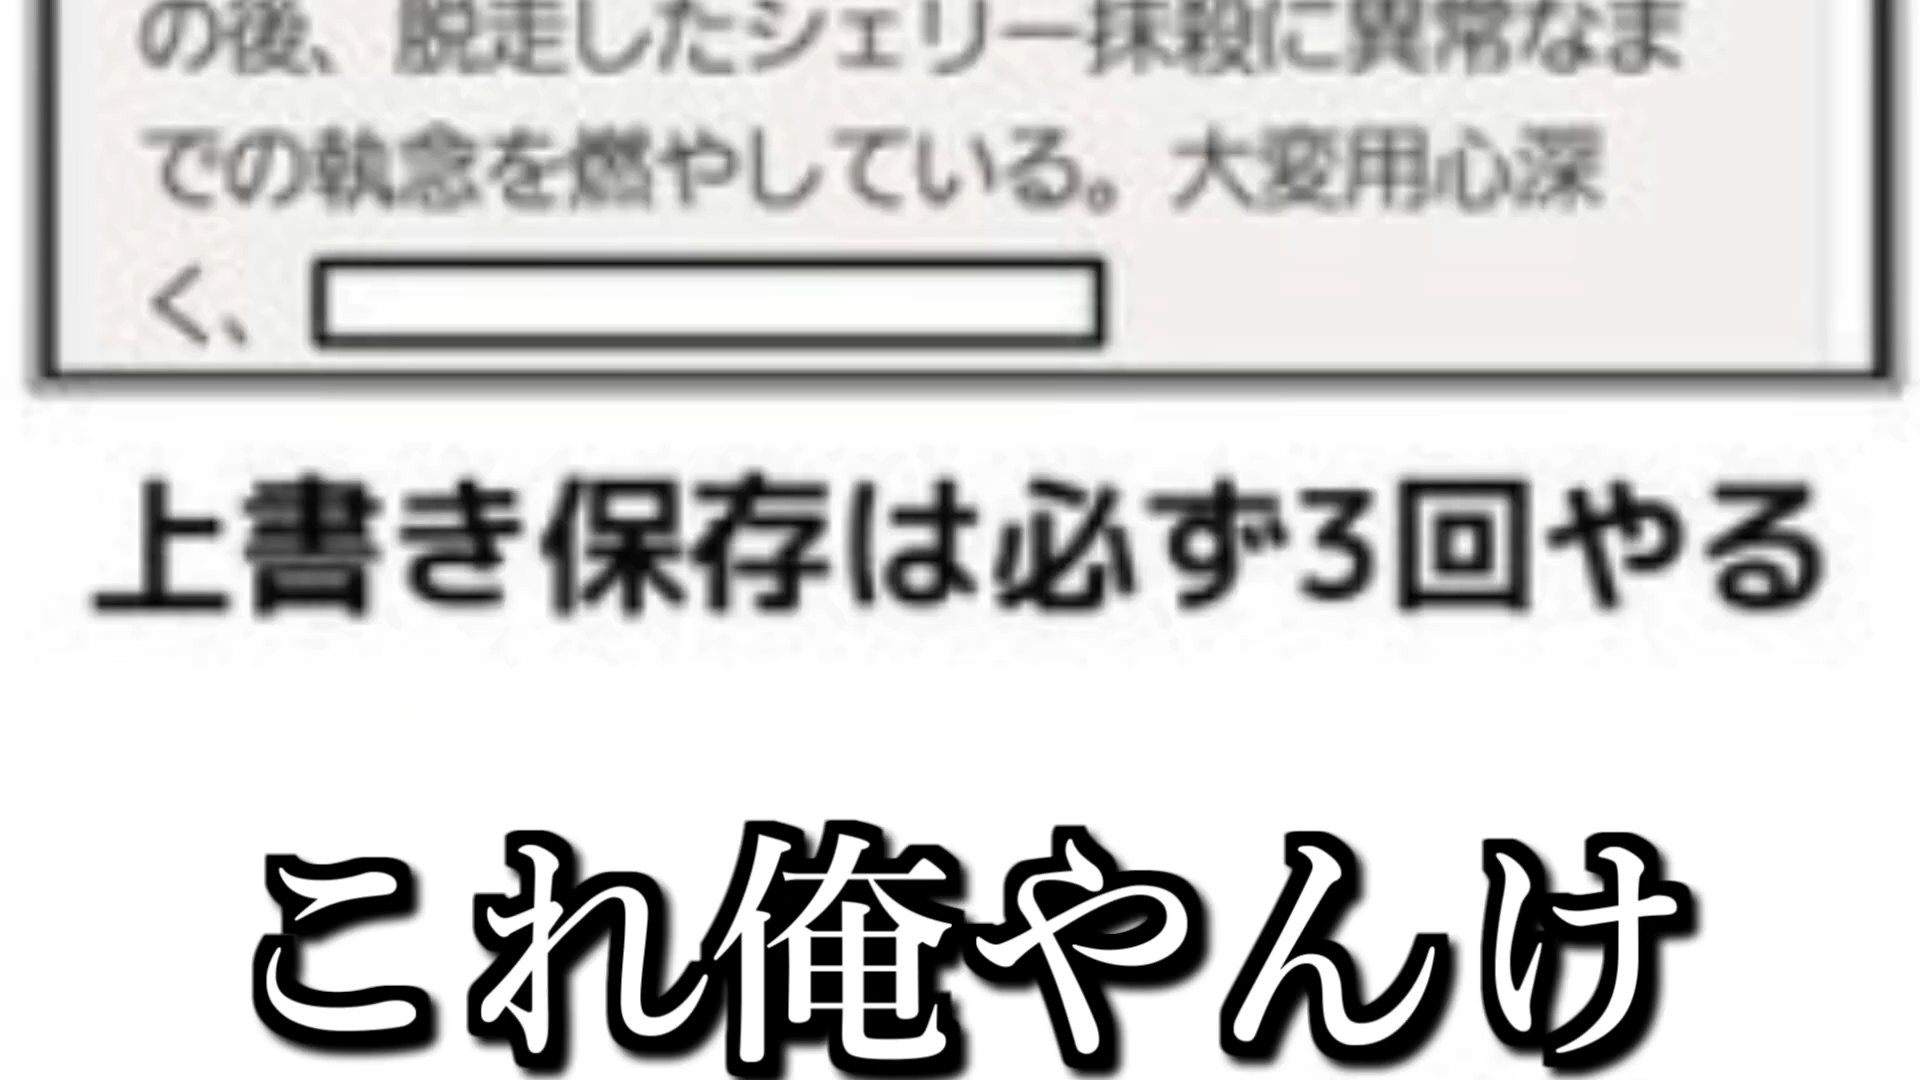 の後、脱走したシェリー抹殺に異常なま
での執念を燃やしている。大変用心深
く、
上書き保存は必ず3回やる
これ俺やんけ